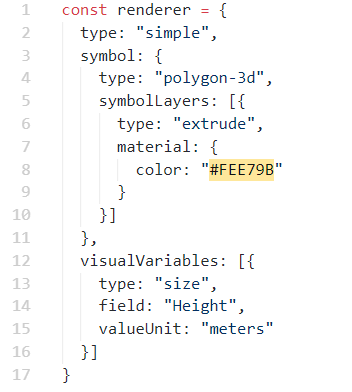 1 const renderer = {
2 type: "simple",
3 symbol: {
4 type: "polygon-3d",
5 symbolLayers: [{
6 type: "extrude",
7 material: {
8 color: "#FEE79B"
9 }
10 }]
11 },
12 visualVariables: [{
13 type: "size",
14 field: "Height",
15 valueUnit: "meters"
16 }]
17 }